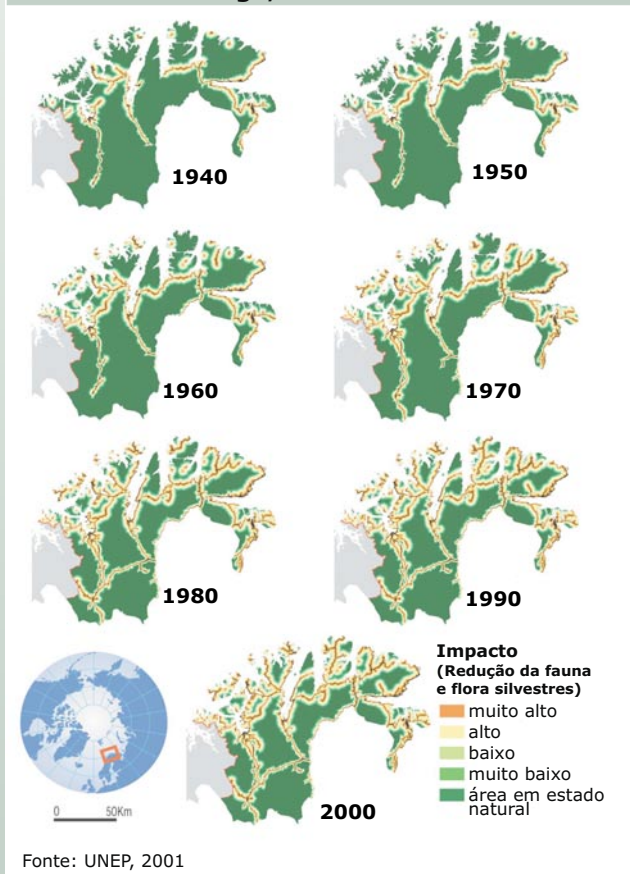 1940
1950
1960
1970
1980
1990
2000
Impacto
(Redução da fauna
e flora silvestres)
muito alto
alto
baixo
muito baixo
área em estado
natural
0 50Km
Fonte: UNEP, 2001